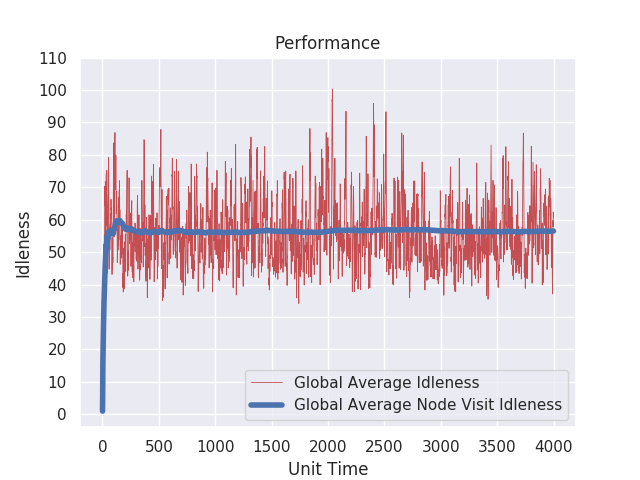 Performance
110
100
90
80
70
60
50
40
30
20
10
0
Idleness
Global Average Idleness
Global Average Node Visit Idleness
0 500 1000 1500 2000 2500 3000 3500 4000
Unit Time